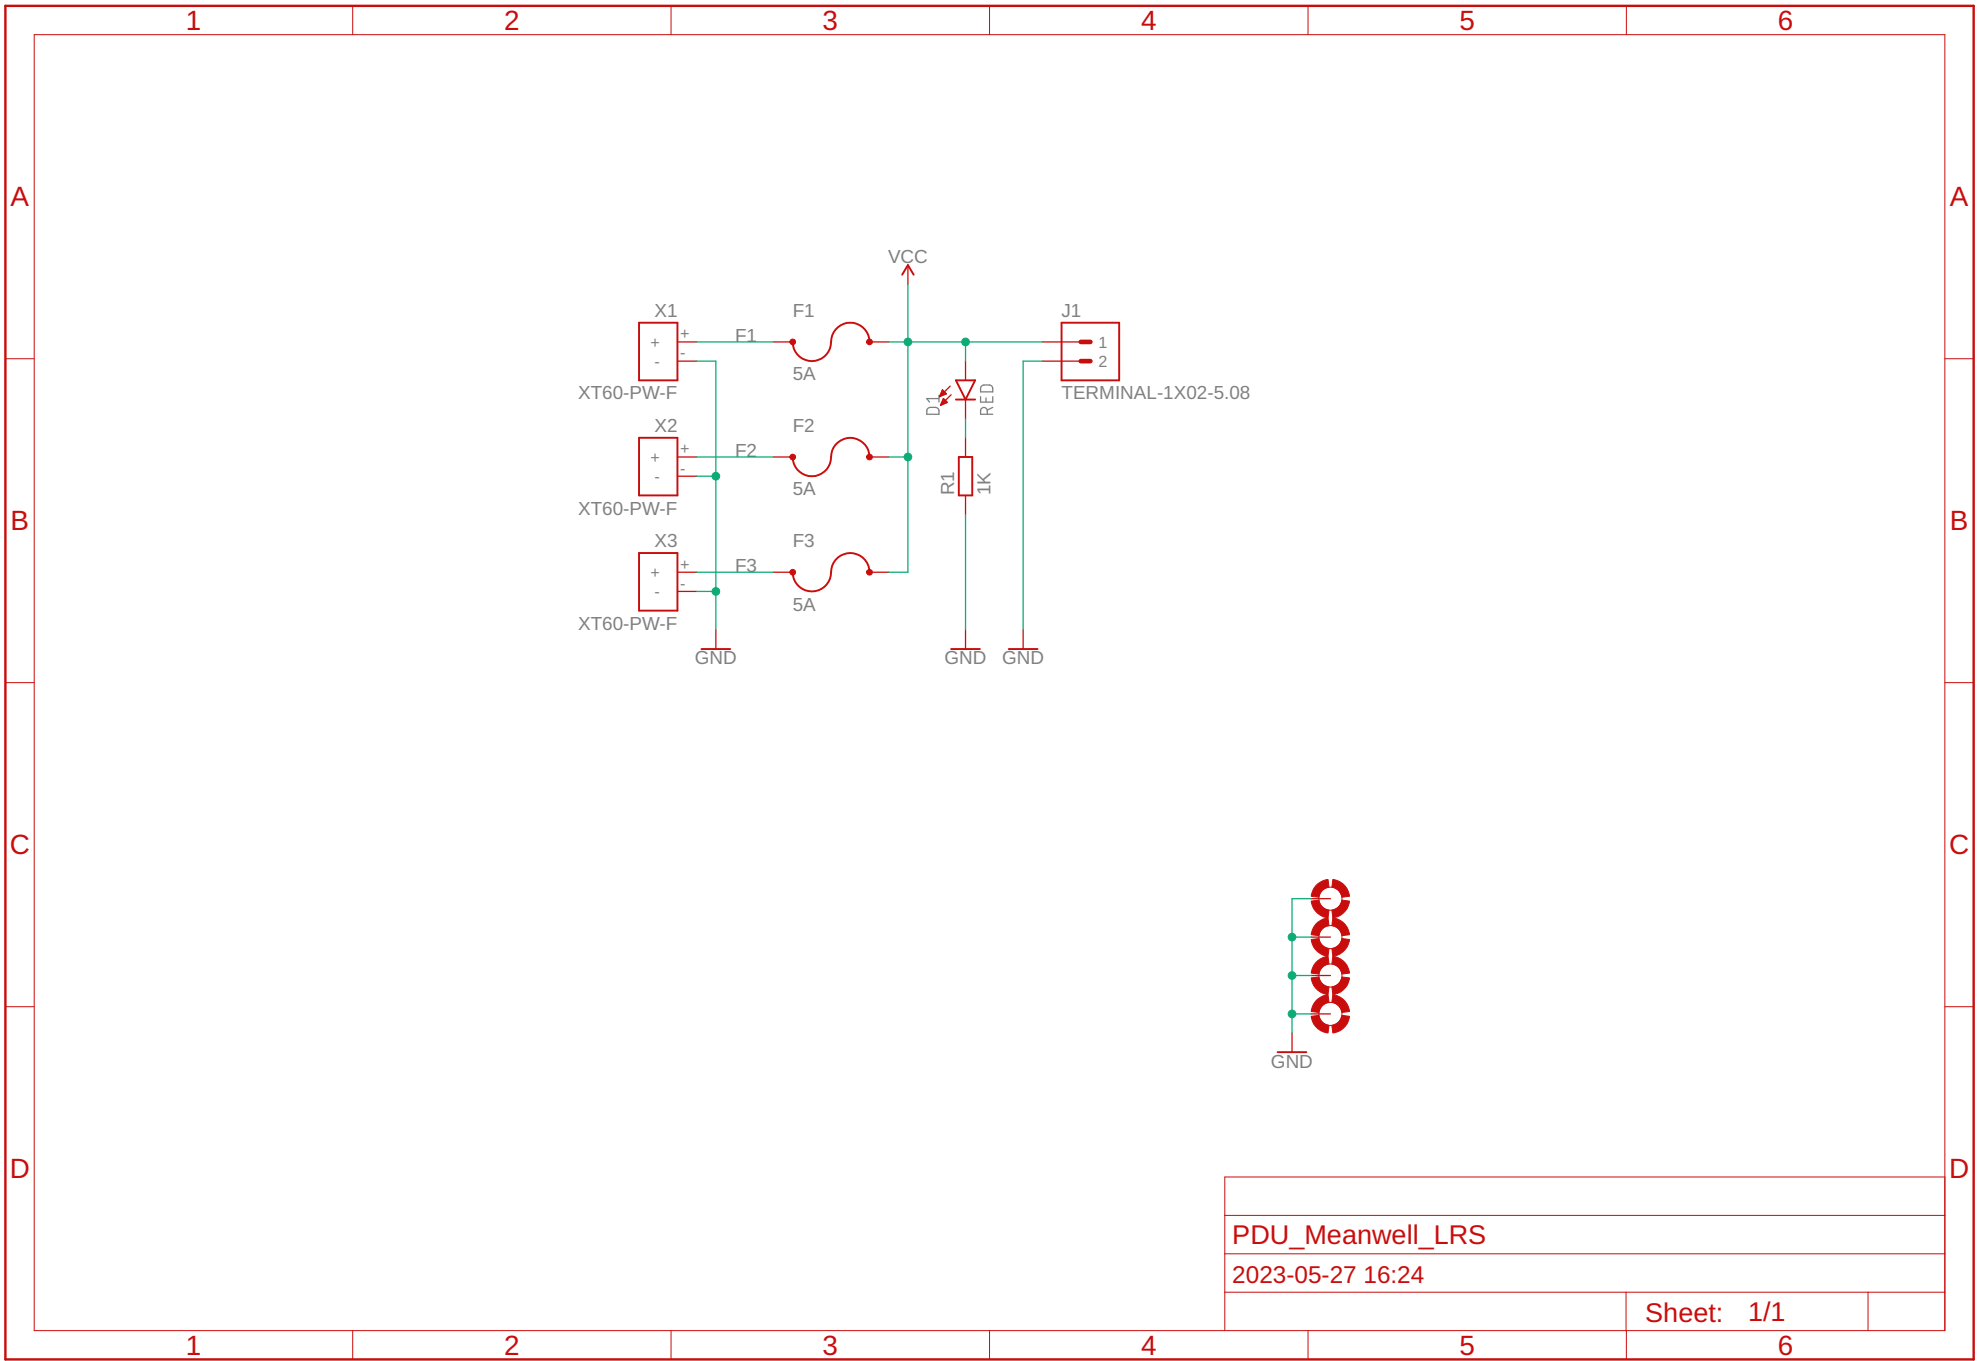 1 2 3 4 5 6
A A
VCC
X1 F1 J1
+ F1 1
+ -
- 2
5A
XT60-PW-F D1 RED TERMINAL-1X02-5.08
X2 F2
+ F2
+ -
- 5A R1 1K
XT60-PW-F
B B
X3 F3
+ F3
+ -
- 5A
XT60-PW-F
GND GND GND
C C
GND
D D
PDU_Meanwell_LRS
2023-05-27 16:24
Sheet: 1/1
1 2 3 4 5 6